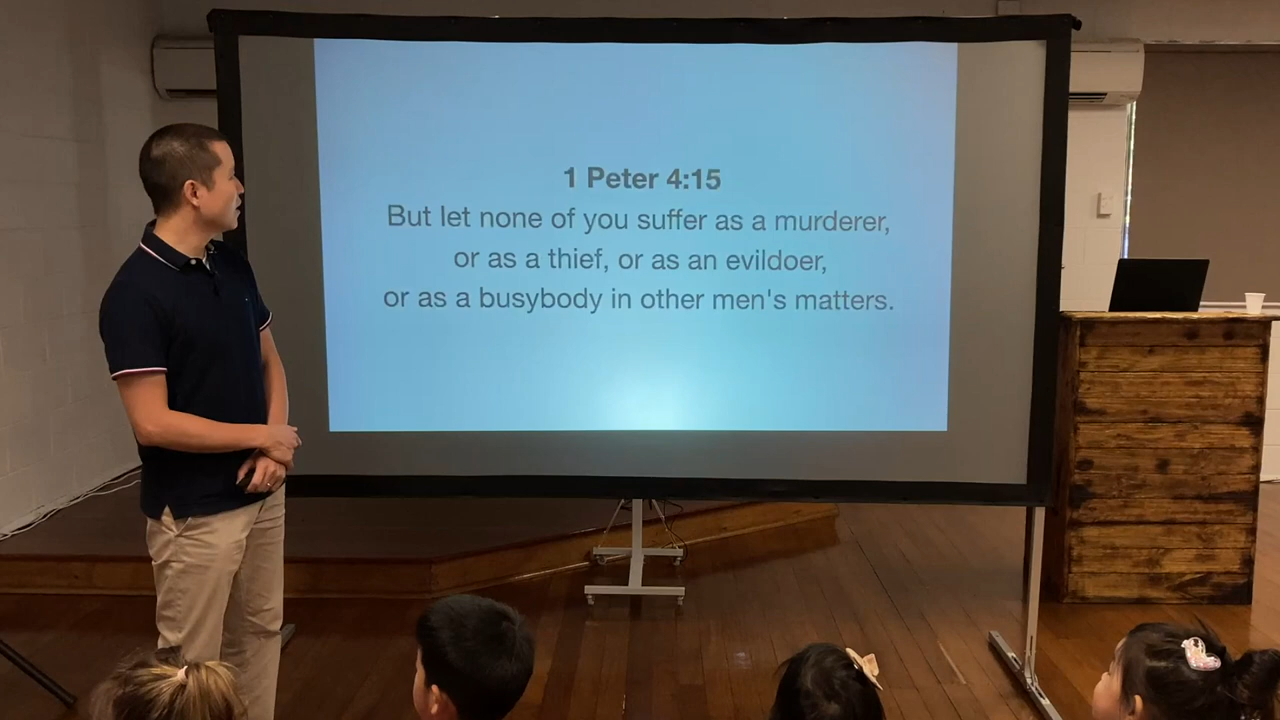 1 Peter 4:15
But let none of you suffer as a murderer,
or as a thief, or as an evildoer,
or as a busybody in other men's matters.